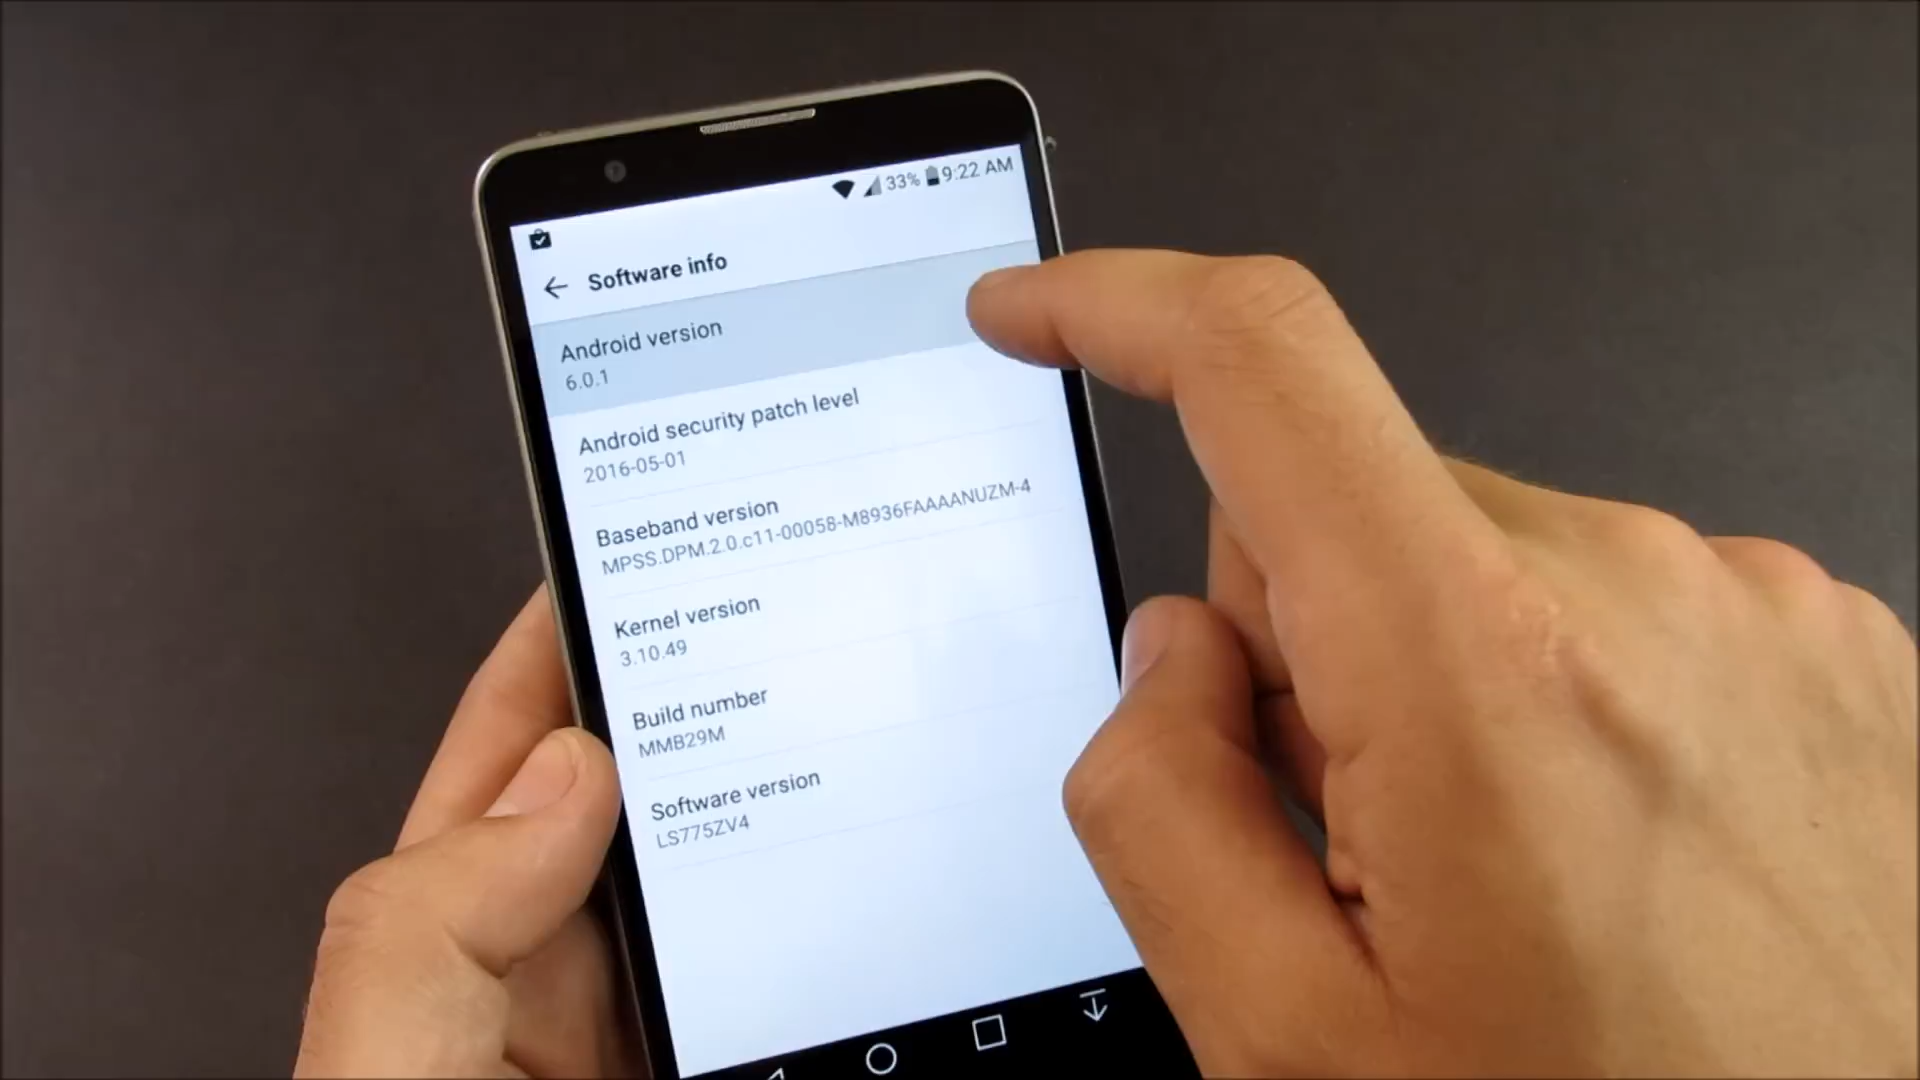 33% 9:22 AM
Software info
Android version
6.0.1
Android security patch level
2016-05-01
Baseband version
MPSS.DPM.2.0.c11-00058-M8936FAAAANUZM-4
Kernel version
3.10.49
Build number
MMB29M
Software version
LS775ZV4